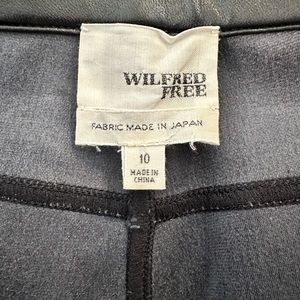 WILFRED
FREE
FABRIC MADE IN JAPAN
10
MADE IN
CHINA